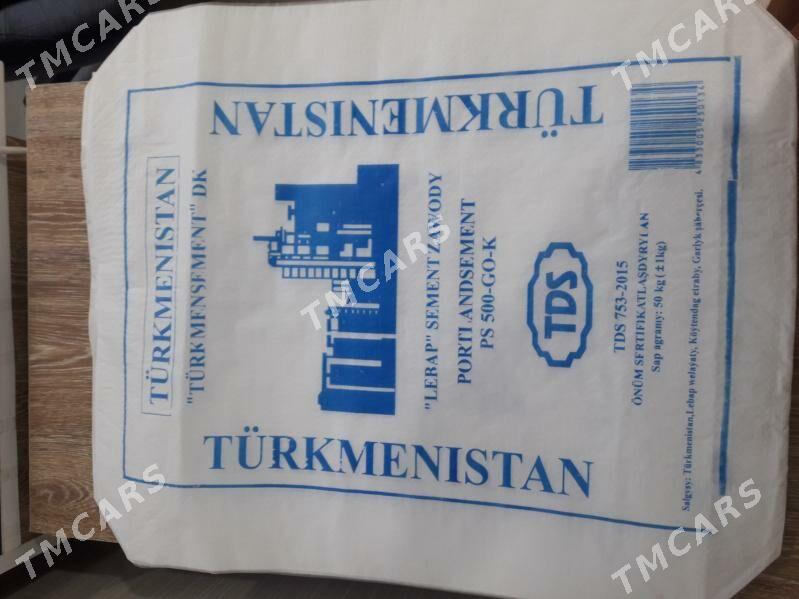 TÜRKMENISTAN
"TÜRKMENSEMENT" DK
TÜRKMENISTAN
TÜRKMENISTAN
"LEBAP" SEMENT ZAWODY
PORTLANDSEMENT
PS 500-GO-K
TDS
TDS 753-2015
ÖNÜM SERTIFIKATLAŞDYRYLAN
Sap agramy: 50 kg (±1kg)
Salgysy: Türkmenistan,Lebap welaýaty, Köýtendag etraby, Garlyk şäherçesi.
TMCARS
TMCARS
TMCARS
TMCARS
TMCARS